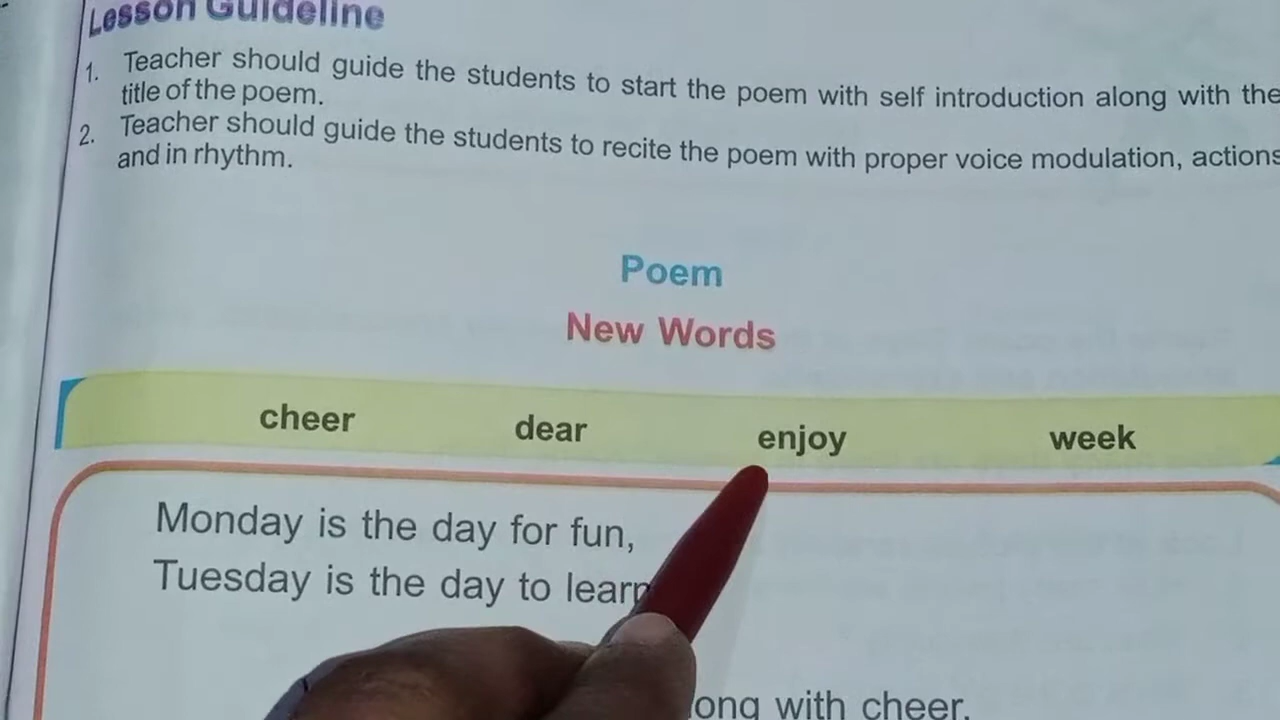 Lesson Guideline
1. Teacher should guide the students to start the poem with self introduction along with the
title of the poem.
2. Teacher should guide the students to recite the poem with proper voice modulation, actions
and in rhythm.
Poem
New Words
cheer dear enjoy week
Monday is the day for fun,
Tuesday is the day to learn
with cheer.